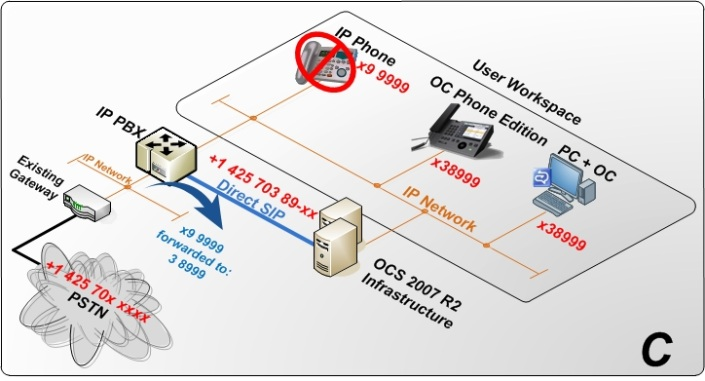 IP Phone
x9 9999
User Workspace
OC Phone Edition
x38999
PC + OC
x38999
IP Network
IP PBX
IP Network
Existing
Gateway
+1 425 703 89-xx
Direct SIP
x9 9999
forwarded to:
3 8999
OCS 2007 R2
Infrastructure
+1 425 70x xxxx
PSTN
C